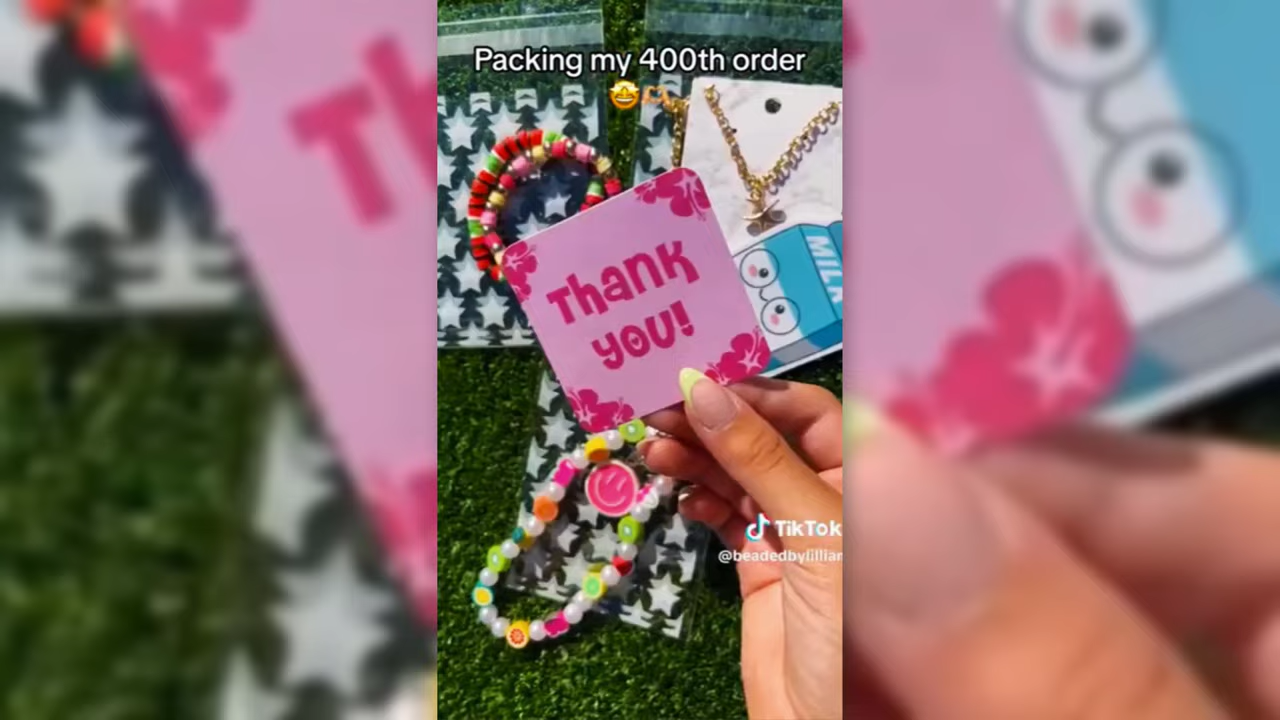 Packing my 400th order
🤩🫶🏼
Thank
you!
MILK
TikTok
@beadedbylillian